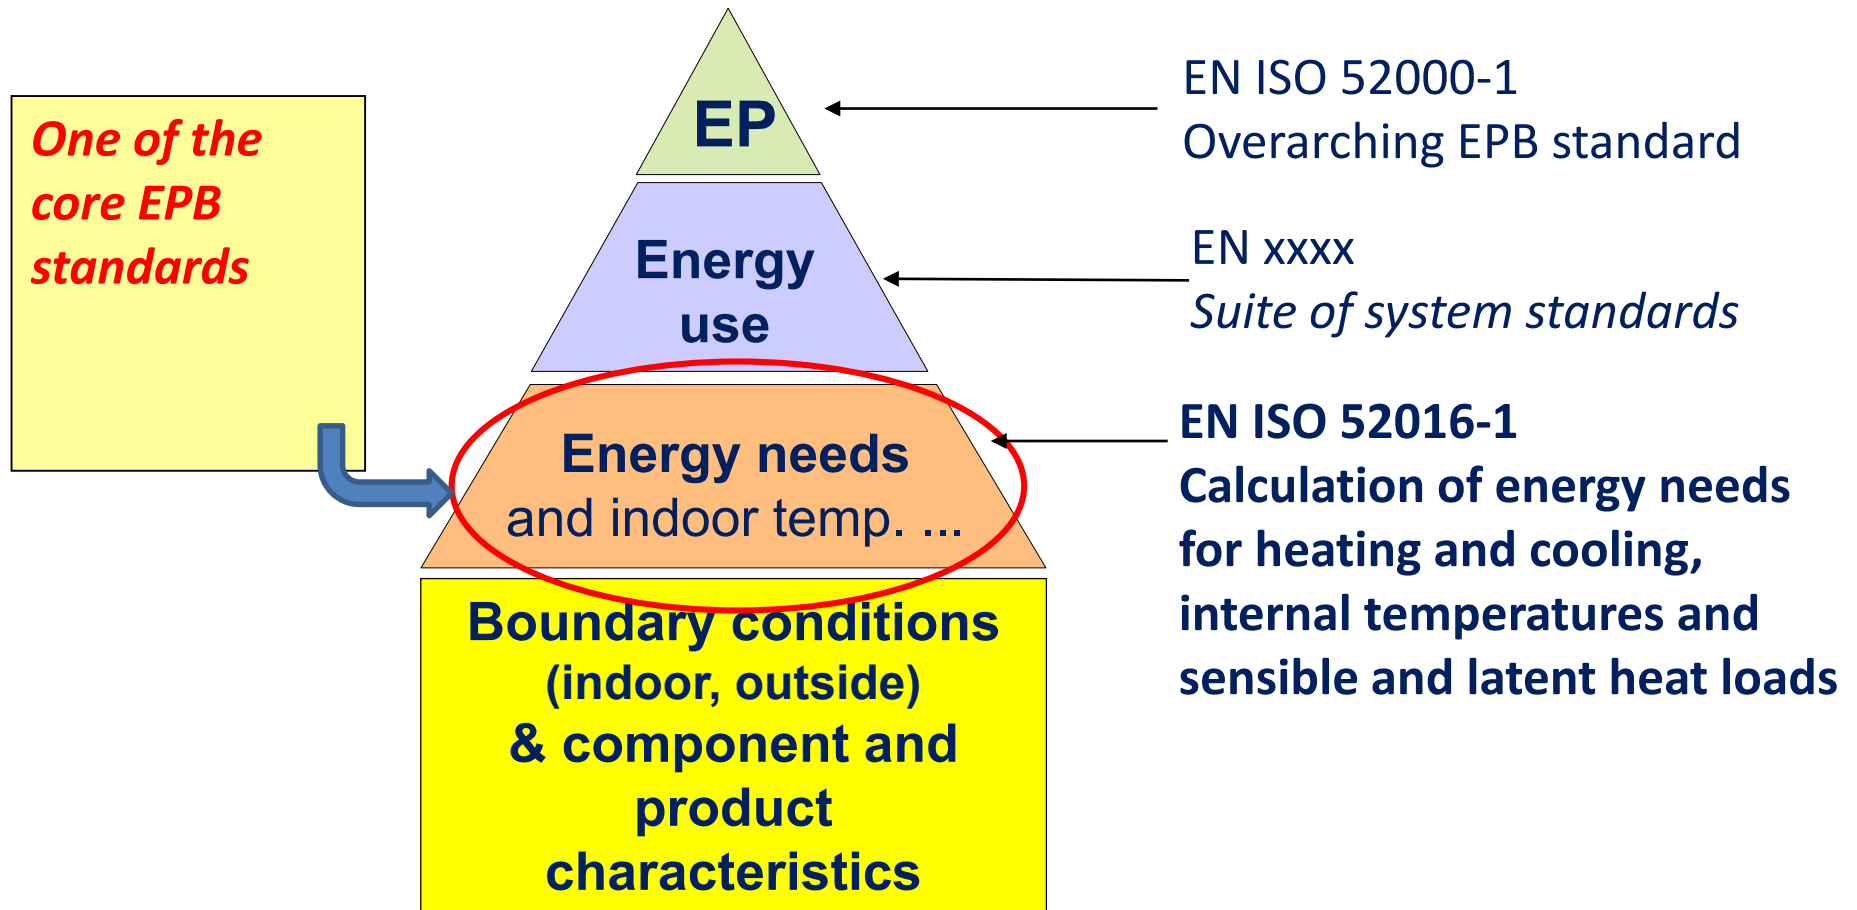 One of the
core EPB
standards
EP
EN ISO 52000-1
Overarching EPB standard
Energy
use
EN xxxx
Suite of system standards
Energy needs
and indoor temp. ...
EN ISO 52016-1
Calculation of energy needs
for heating and cooling,
internal temperatures and
sensible and latent heat loads
Boundary conditions
(indoor, outside)
& component and
product
characteristics